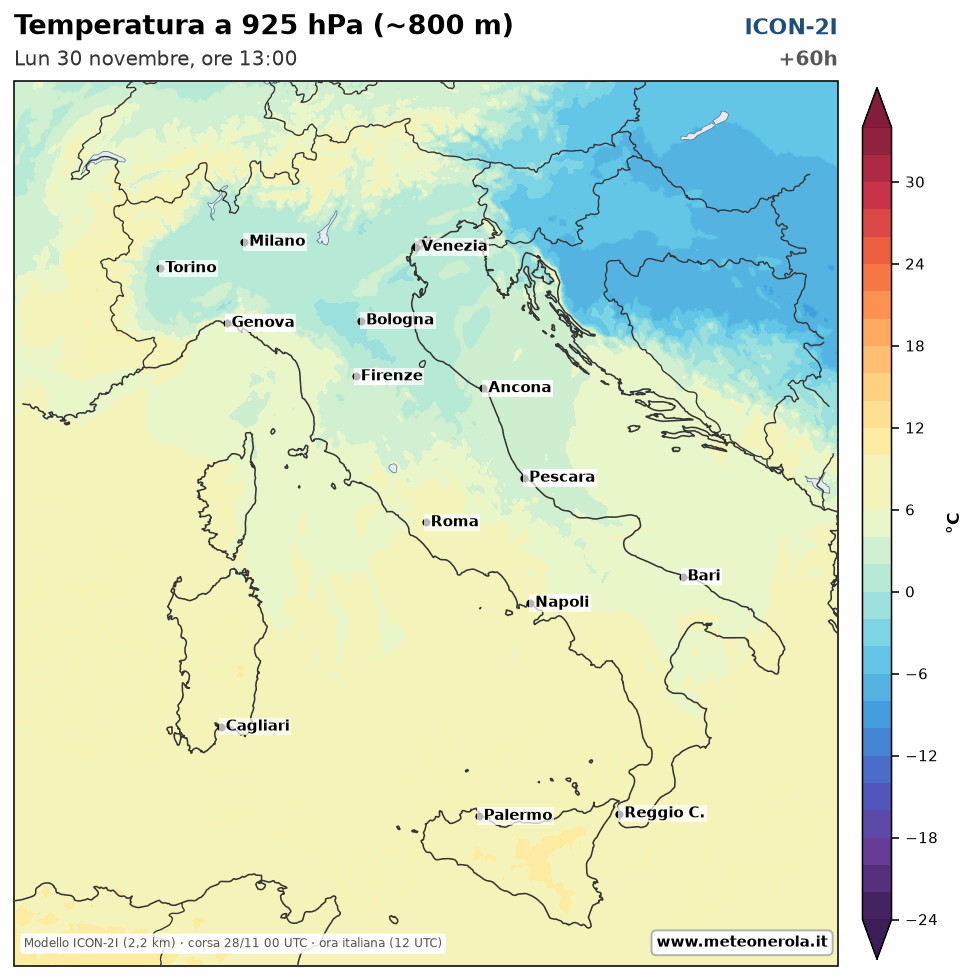 Temperatura a 925 hPa (~800 m)
ICON-2I
Lun 30 novembre, ore 13:00
+60h
Milano
Venezia
Torino
Genova
Bologna
Firenze
Ancona
Pescara
Roma
Bari
Napoli
Cagliari
Palermo
Reggio C.
30
24
18
12
6
0
−6
−12
−18
−24
°C
Modello ICON-2I (2,2 km) · corsa 28/11 00 UTC · ora italiana (12 UTC)
www.meteonerola.it